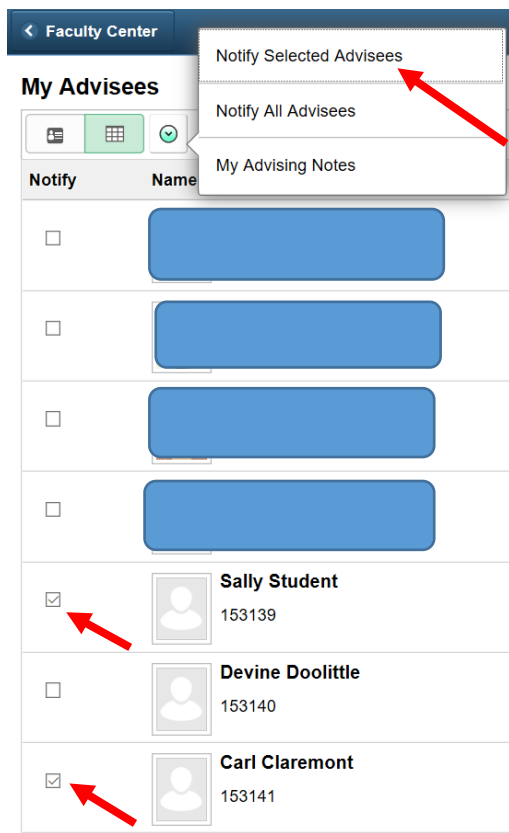 Faculty Center
Notify Selected Advisees
My Advisees
Notify All Advisees
My Advising Notes
Notify Name
Sally Student
153139
Devine Doolittle
153140
Carl Claremont
153141